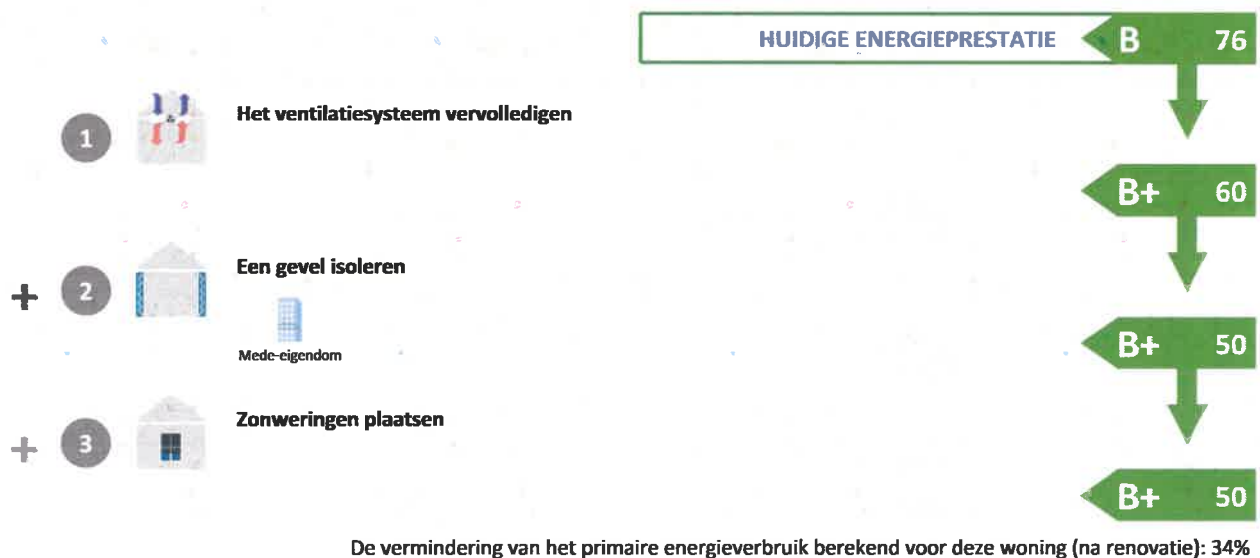 HUIDIGE ENERGIEPRESTATIE B 76
1 Het ventilatiesysteem vervolledigen
B+ 60
+ 2 Een gevel isoleren
Mede-eigendom
B+ 50
+ 3 Zonweringen plaatsen
B+ 50
De vermindering van het primaire energieverbruik berekend voor deze woning (na renovatie): 34%